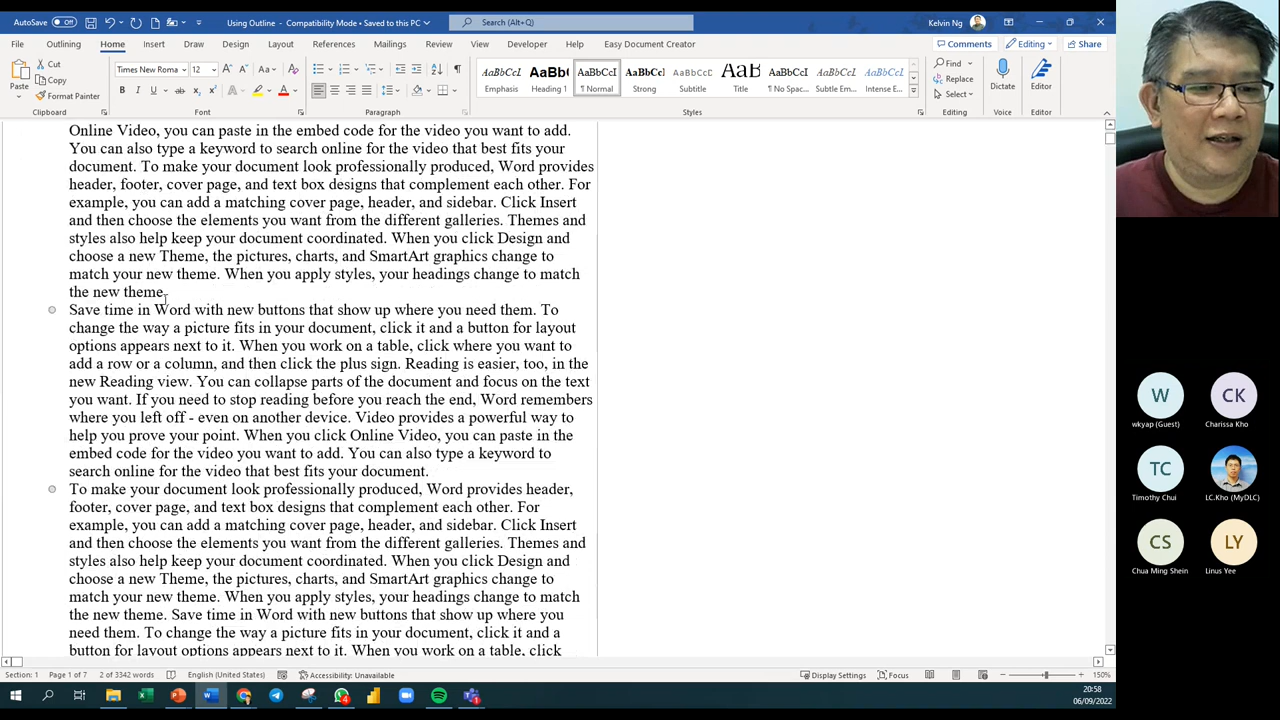 AutoSave Off Using Outline - Compatibility Mode • Saved to this PC Search (Alt+Q) Kelvin Ng
File Outlining Home Insert Draw Design Layout References Mailings Review View Developer Help Easy Document Creator Comments Editing Share
Cut
Copy
Format Painter
Paste
Times New Roma 12
AaBbCcI AaBb( AaBbCcI AaBbCc AaBbCcI AaB AaBbCcI AaBbCcI AaBbCcI
Emphasis Heading 1 ¶ Normal Strong Subtitle Title ¶ No Spac... Subtle Em... Intense E...
Find
Replace
Select
Dictate Editor
Clipboard Font Paragraph Styles Editing Voice Editor
Online Video, you can paste in the embed code for the video you want to add.
You can also type a keyword to search online for the video that best fits your
document. To make your document look professionally produced, Word provides
header, footer, cover page, and text box designs that complement each other. For
example, you can add a matching cover page, header, and sidebar. Click Insert
and then choose the elements you want from the different galleries. Themes and
styles also help keep your document coordinated. When you click Design and
choose a new Theme, the pictures, charts, and SmartArt graphics change to
match your new theme. When you apply styles, your headings change to match
the new theme.
Save time in Word with new buttons that show up where you need them. To
change the way a picture fits in your document, click it and a button for layout
options appears next to it. When you work on a table, click where you want to
add a row or a column, and then click the plus sign. Reading is easier, too, in the
new Reading view. You can collapse parts of the document and focus on the text
you want. If you need to stop reading before you reach the end, Word remembers
where you left off - even on another device. Video provides a powerful way to
help you prove your point. When you click Online Video, you can paste in the
embed code for the video you want to add. You can also type a keyword to
search online for the video that best fits your document.
To make your document look professionally produced, Word provides header,
footer, cover page, and text box designs that complement each other. For
example, you can add a matching cover page, header, and sidebar. Click Insert
and then choose the elements you want from the different galleries. Themes and
styles also help keep your document coordinated. When you click Design and
choose a new Theme, the pictures, charts, and SmartArt graphics change to
match your new theme. When you apply styles, your headings change to match
the new theme. Save time in Word with new buttons that show up where you
need them. To change the way a picture fits in your document, click it and a
button for layout options appears next to it. When you work on a table, click
W CK
wkyap (Guest) Charissa Kho
TC
Timothy Chui LC.Kho (MyDLC)
CS LY
Chua Ming Shein Linus Yee
Section: 1 Page 1 of 7 2 of 3342 words English (United States) Accessibility: Unavailable Display Settings Focus 150%
20:58
06/09/2022